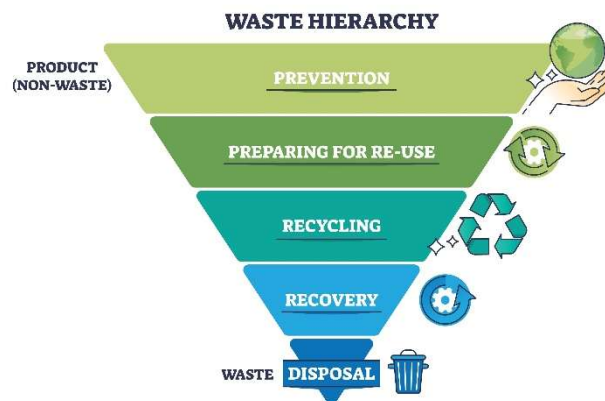 WASTE HIERARCHY
PRODUCT
(NON-WASTE)
PREVENTION
PREPARING FOR RE-USE
RECYCLING
RECOVERY
WASTE DISPOSAL